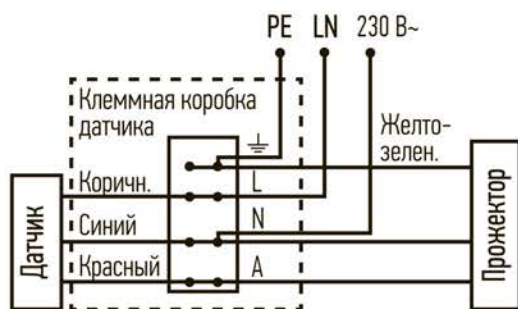 PE LN 230 В~
Клеммная коробка
датчика
Желто-
зелен.
Коричн. L
Синий N
Красный A
Датчик
Прожектор